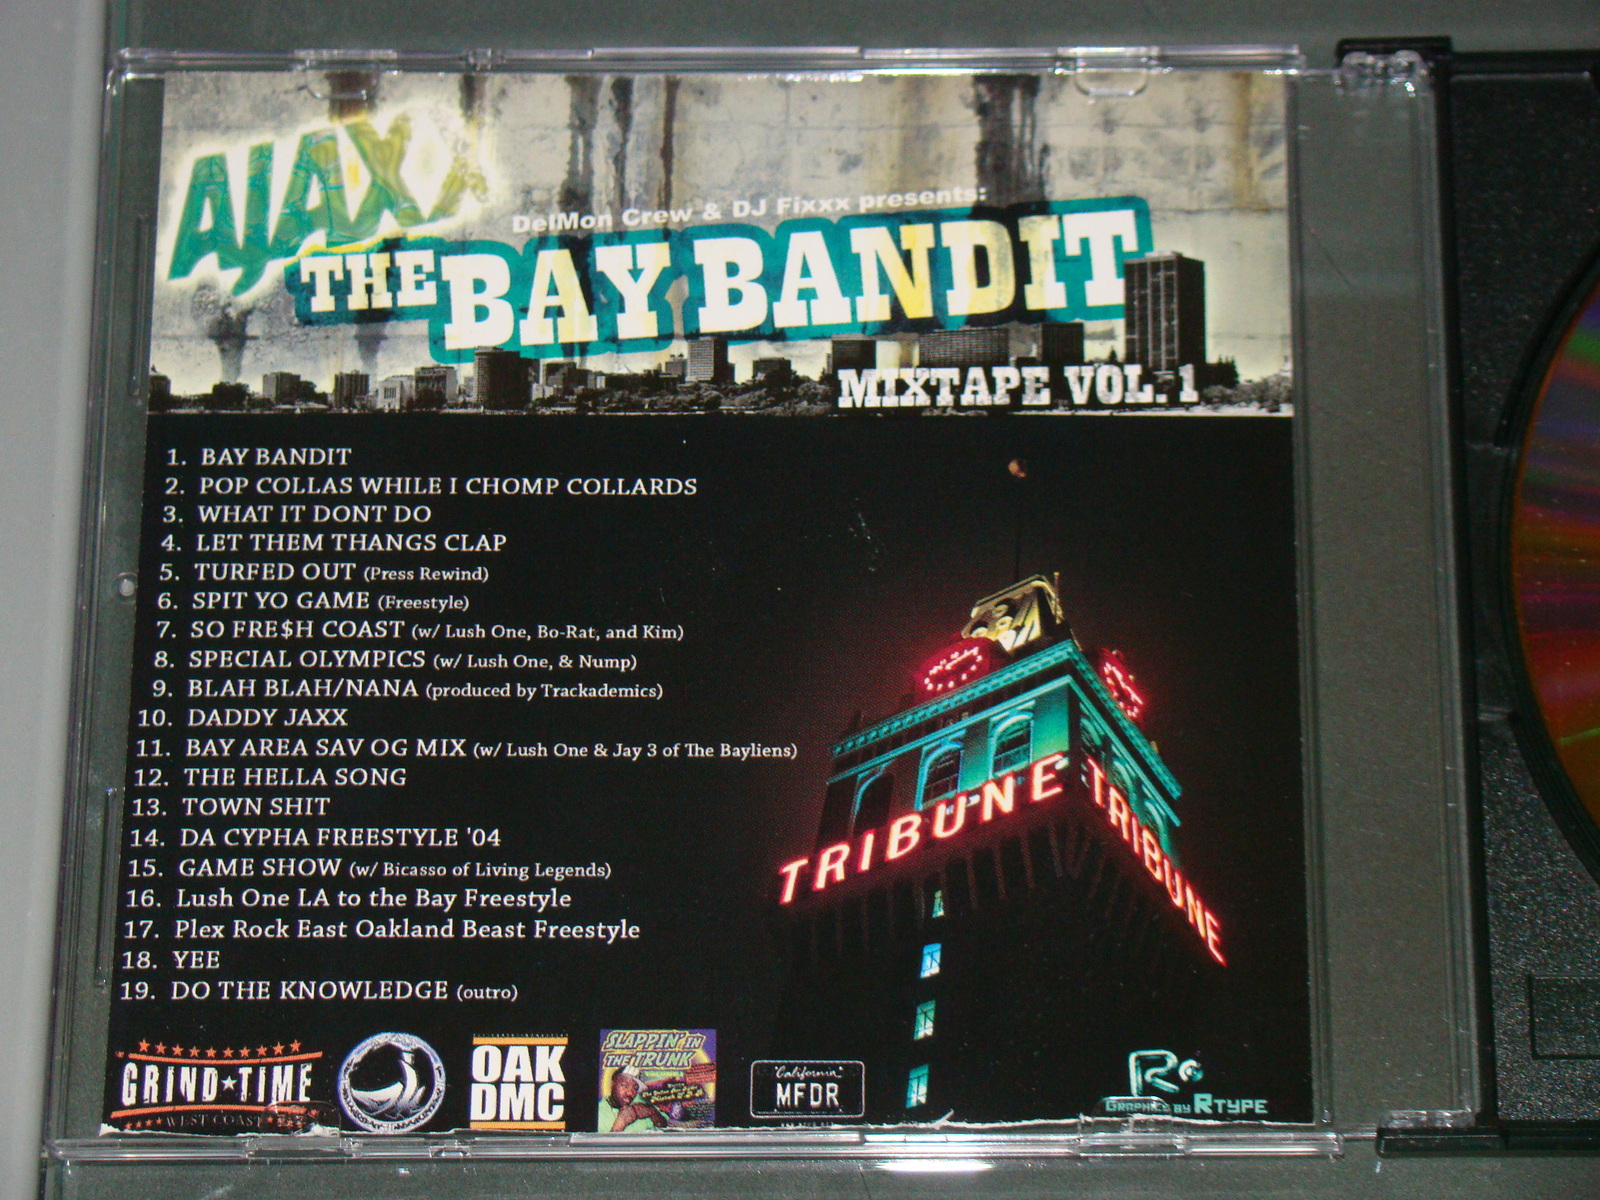 AJAXX
DelMon Crew & DJ Fixxx presents:
THE BAY BANDIT
MIXTAPE VOL. 1
1. BAY BANDIT
2. POP COLLAS WHILE I CHOMP COLLARDS
3. WHAT IT DONT DO
4. LET THEM THANGS CLAP
5. TURFED OUT (Press Rewind)
6. SPIT YO GAME (Freestyle)
7. SO FRE$H COAST (w/ Lush One, Bo-Rat, and Kim)
8. SPECIAL OLYMPICS (w/ Lush One, & Nump)
9. BLAH BLAH/NANA (produced by Trackademics)
10. DADDY JAXX
11. BAY AREA SAV OG MIX (w/ Lush One & Jay 3 of The Bayliens)
12. THE HELLA SONG
13. TOWN SHIT
14. DA CYPHA FREESTYLE '04
15. GAME SHOW (w/ Bicasso of Living Legends)
16. Lush One LA to the Bay Freestyle
17. Plex Rock East Oakland Beast Freestyle
18. YEE
19. DO THE KNOWLEDGE (outro)
TRIBUNE TRIBUNE
GRIND★TIME
WEST COAST
OAK
DMC
SLAPPIN' IN
THE TRUNK
California
MFDR
R
GRAPHICS BY RTYPE